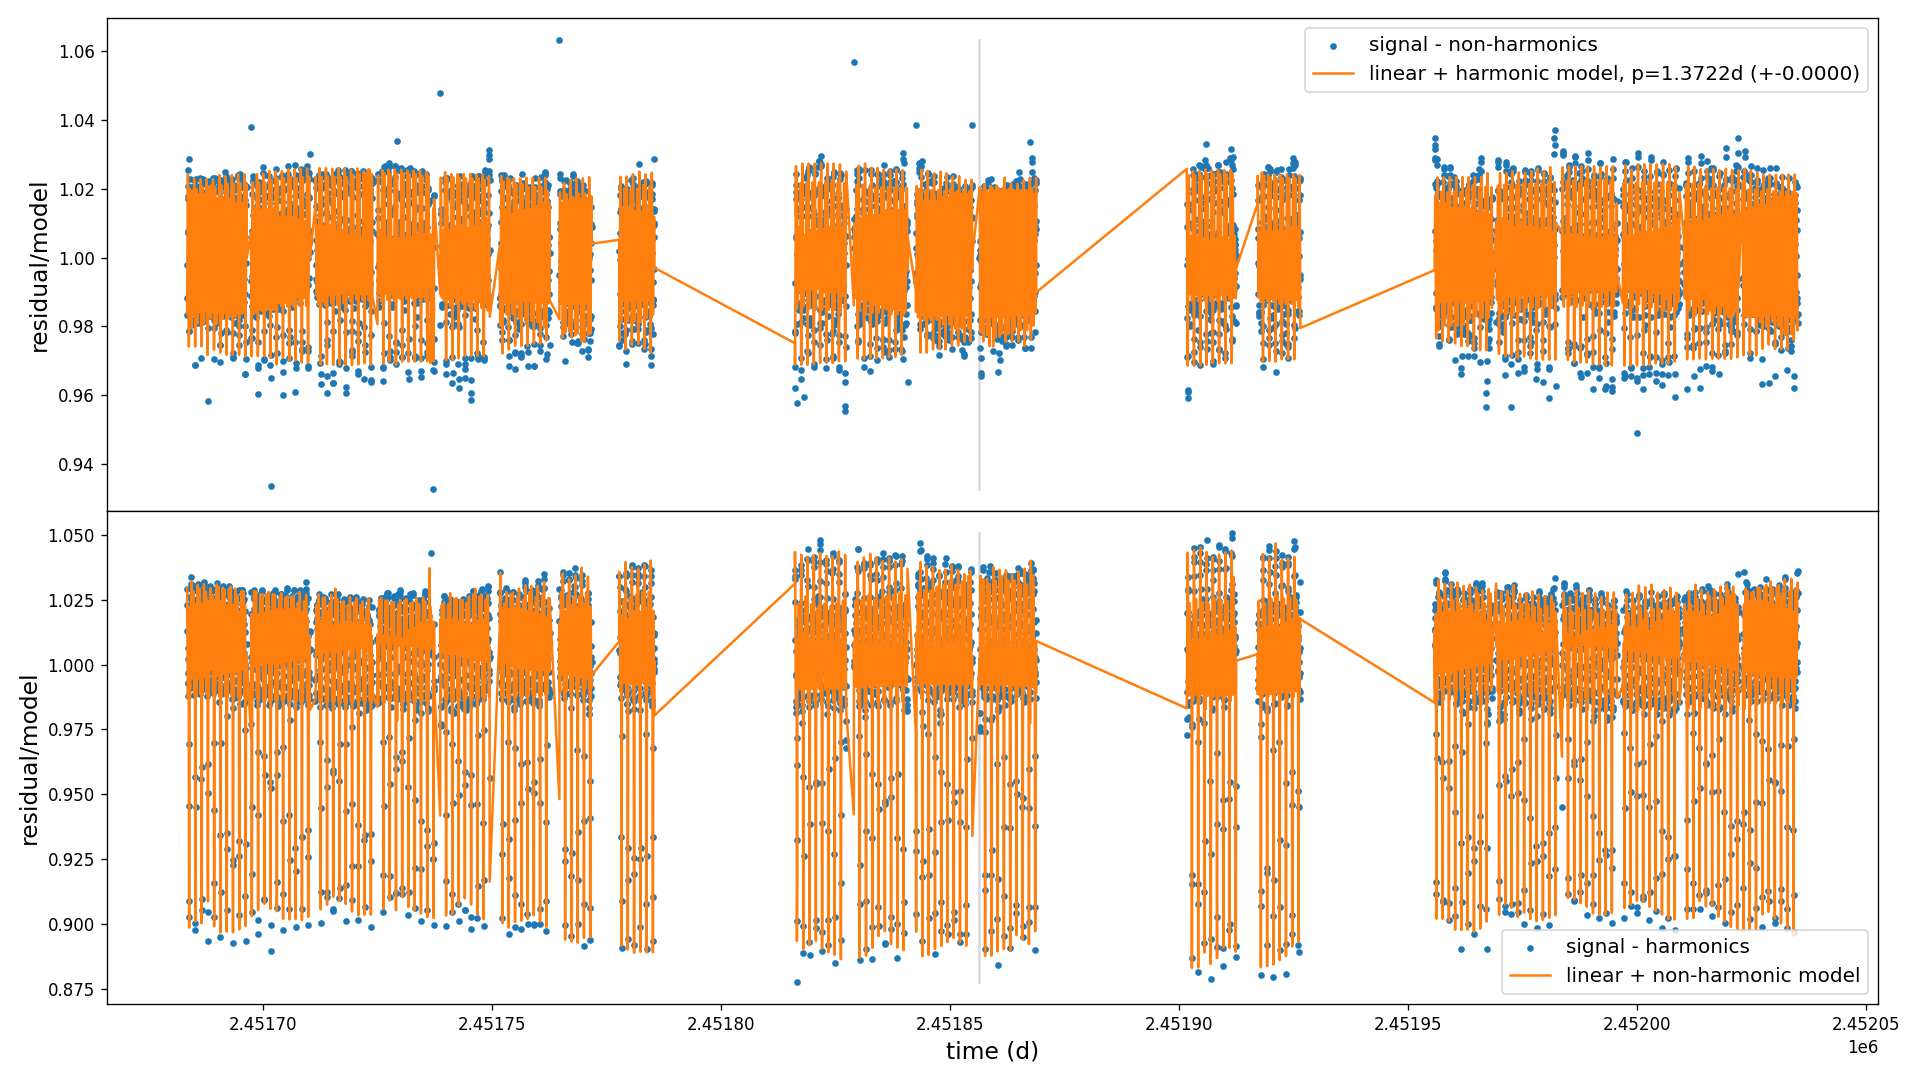 1.06
1.04
1.02
1.00
0.98
0.96
0.94
residual/model
signal - non-harmonics
linear + harmonic model, p=1.3722d (+-0.0000)
1.050
1.025
1.000
0.975
0.950
0.925
0.900
0.875
residual/model
signal - harmonics
linear + non-harmonic model
2.45170
2.45175
2.45180
2.45185
2.45190
2.45195
2.45200
2.45205
time (d)
1e6